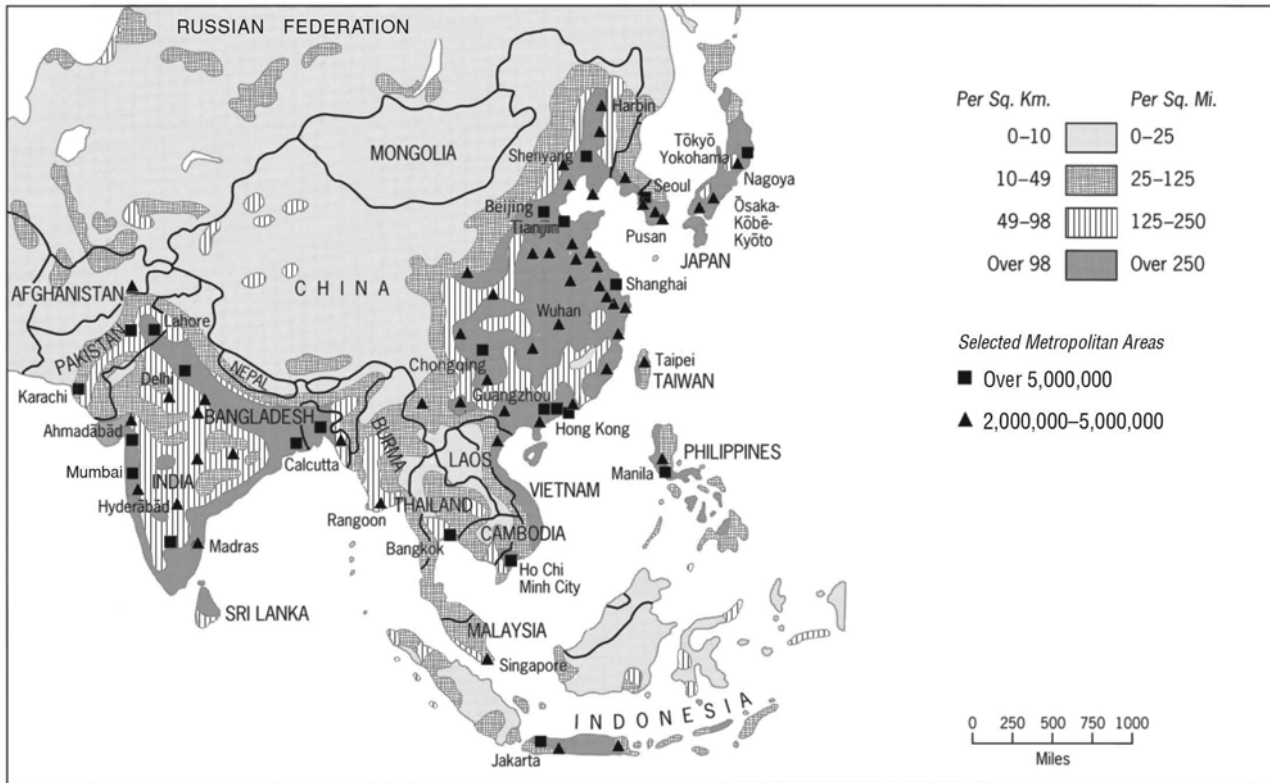 RUSSIAN FEDERATION
MONGOLIA
Harbin
Shenyang
Seoul
Beijing
Tianjin
Pusan
Tōkyō
Yokohama
Nagoya
Ōsaka-
Kōbē-
Kyōto
JAPAN
AFGHANISTAN
CHINA
Shanghai
Wuhan
PAKISTAN
Lahore
Chongqing
Taipei
TAIWAN
NEPAL
Karachi
Delhi
BANGLADESH
Guangzhou
Hong Kong
Ahmadābād
BURMA
LAOS
Calcutta
Mumbai
INDIA
PHILIPPINES
Manila
VIETNAM
Hyderābād
THAILAND
Rangoon
CAMBODIA
Bangkok
Madras
Ho Chi
Minh City
SRI LANKA
MALAYSIA
Singapore
INDONESIA
Jakarta
Per Sq. Km. Per Sq. Mi.
0–10 0–25
10–49 25–125
49–98 125–250
Over 98 Over 250
Selected Metropolitan Areas
Over 5,000,000
2,000,000–5,000,000
0 250 500 750 1000
Miles